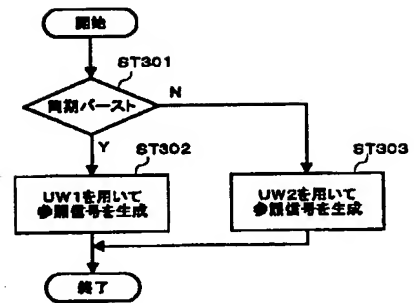 開始
ST301
同期バースト
N
Y
ST302
ST303
UW1を用いて
参照信号を生成
UW2を用いて
参照信号を生成
終了